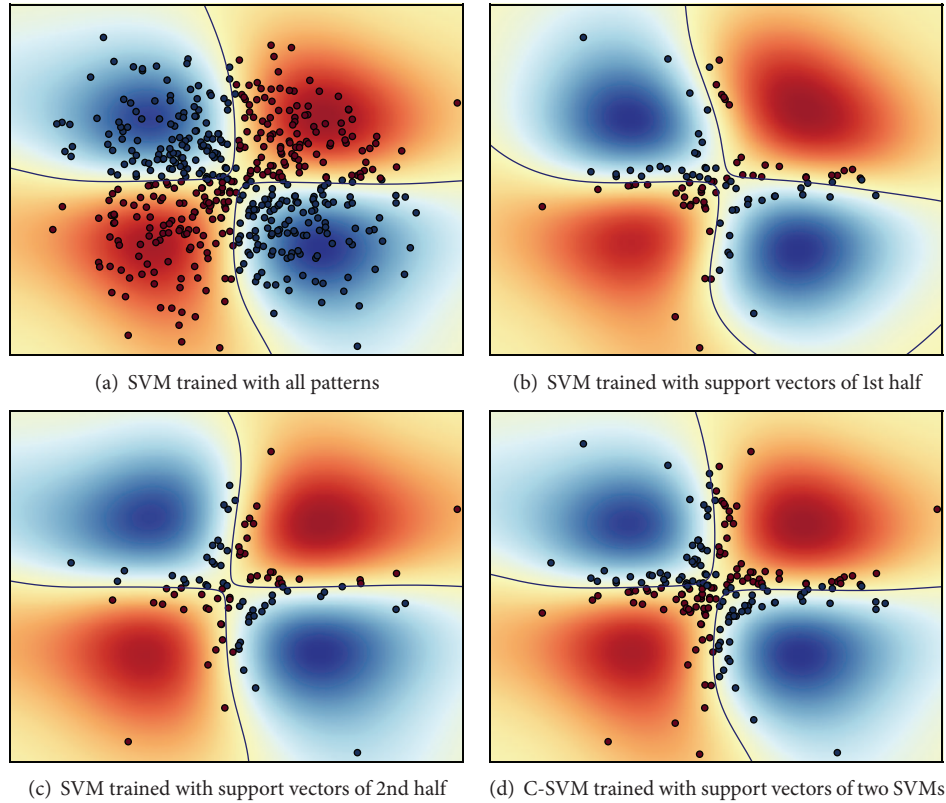 (a) SVM trained with all patterns
(b) SVM trained with support vectors of 1st half
(c) SVM trained with support vectors of 2nd half
(d) C-SVM trained with support vectors of two SVMs